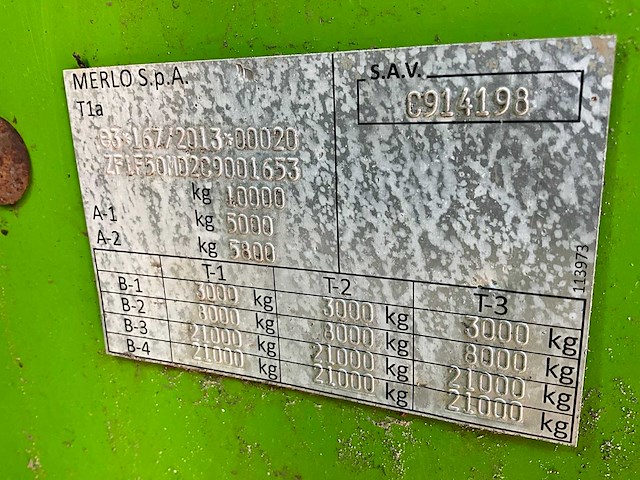 MERLO S.p.A.
T1a
S.A.V.
C914198
e3*167/2013*00020
ZF1F50MD2C9001653
kg 10000
A-1 kg 5000
A-2 kg 5800
113973
T-1 T-2 T-3
B-1 3000 kg 3000 kg 3000 kg
B-2 8000 kg 8000 kg 8000 kg
B-3 21000 kg 21000 kg 21000 kg
B-4 21000 kg 21000 kg 21000 kg